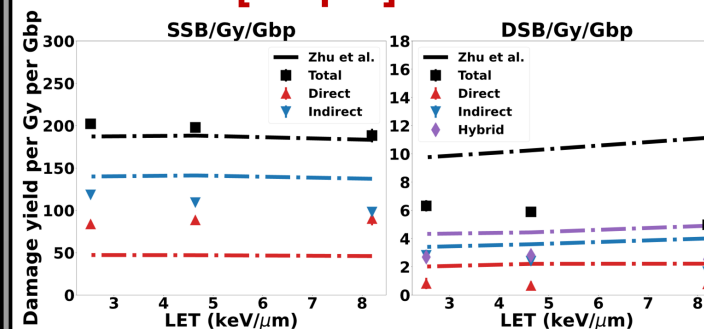 SSB/Gy/Gbp
DSB/Gy/Gbp
Damage yield per Gy per Gbp
300
250
200
150
100
50
0
Zhu et al.
Total
Direct
Indirect
3 4 5 6 7 8
LET (keV/μm)
18
16
14
12
10
8
6
4
2
0
Zhu et al.
Total
Direct
Indirect
Hybrid
3 4 5 6 7 8
LET (keV/μm)